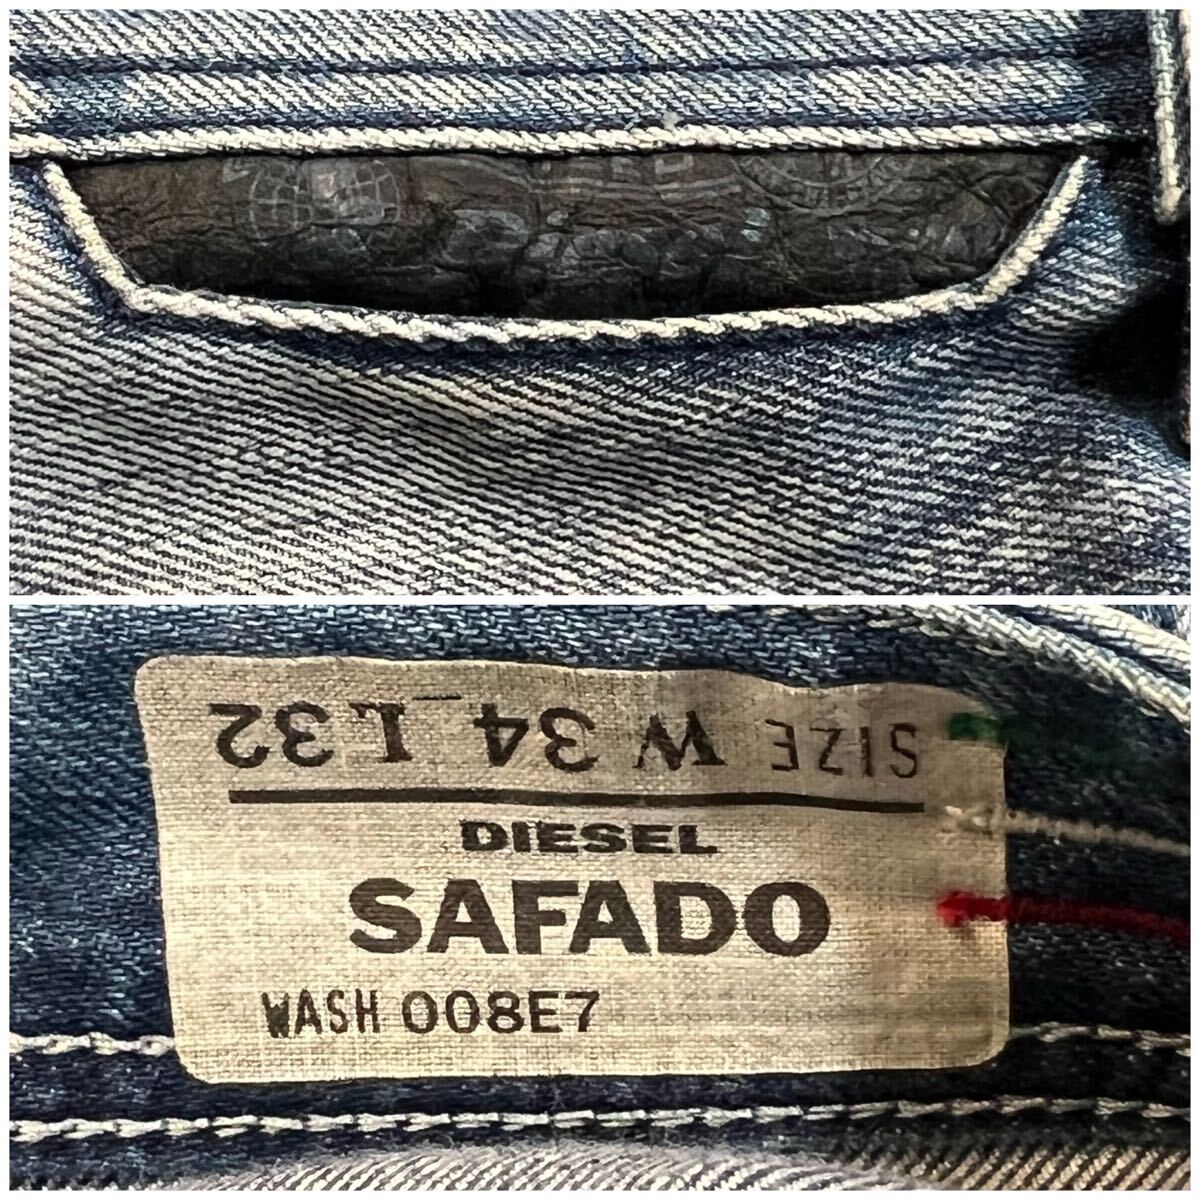 SIZE W 34 L 32
DIESEL
SAFADO
WASH 008E7